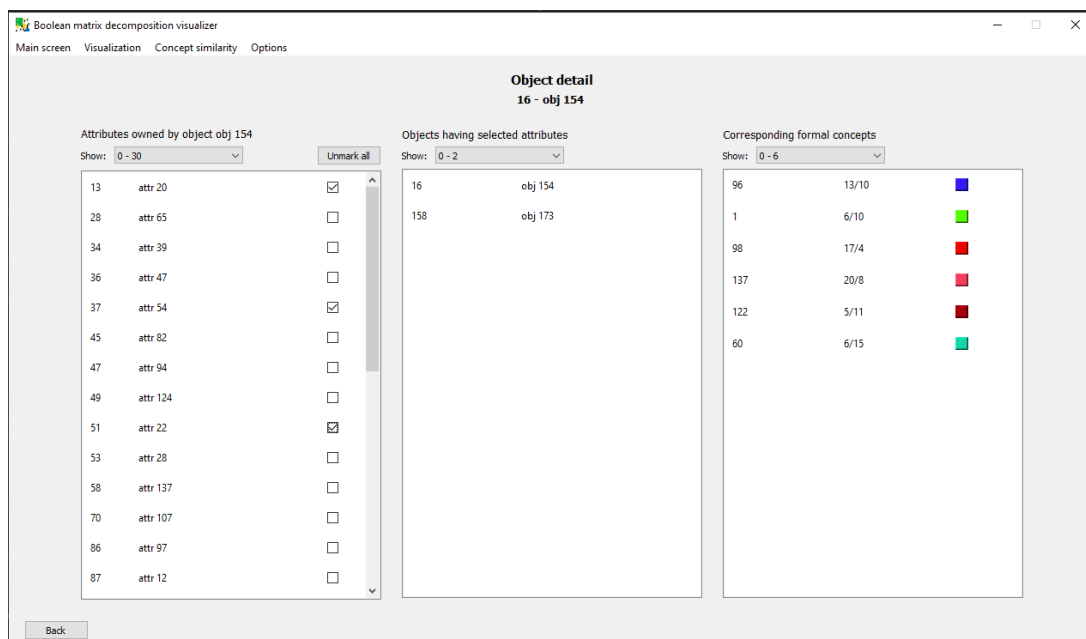 Boolean matrix decomposition visualizer
Main screen Visualization Concept similarity Options
Object detail
16 - obj 154
Attributes owned by object obj 154
Show: 0 - 30 Unmark all
13 attr 20
28 attr 65
34 attr 39
36 attr 47
37 attr 54
45 attr 82
47 attr 94
49 attr 124
51 attr 22
53 attr 28
58 attr 137
70 attr 107
86 attr 97
87 attr 12
Objects having selected attributes
Show: 0 - 2
16 obj 154
158 obj 173
Corresponding formal concepts
Show: 0 - 6
96 13/10
1 6/10
98 17/4
137 20/8
122 5/11
60 6/15
Back